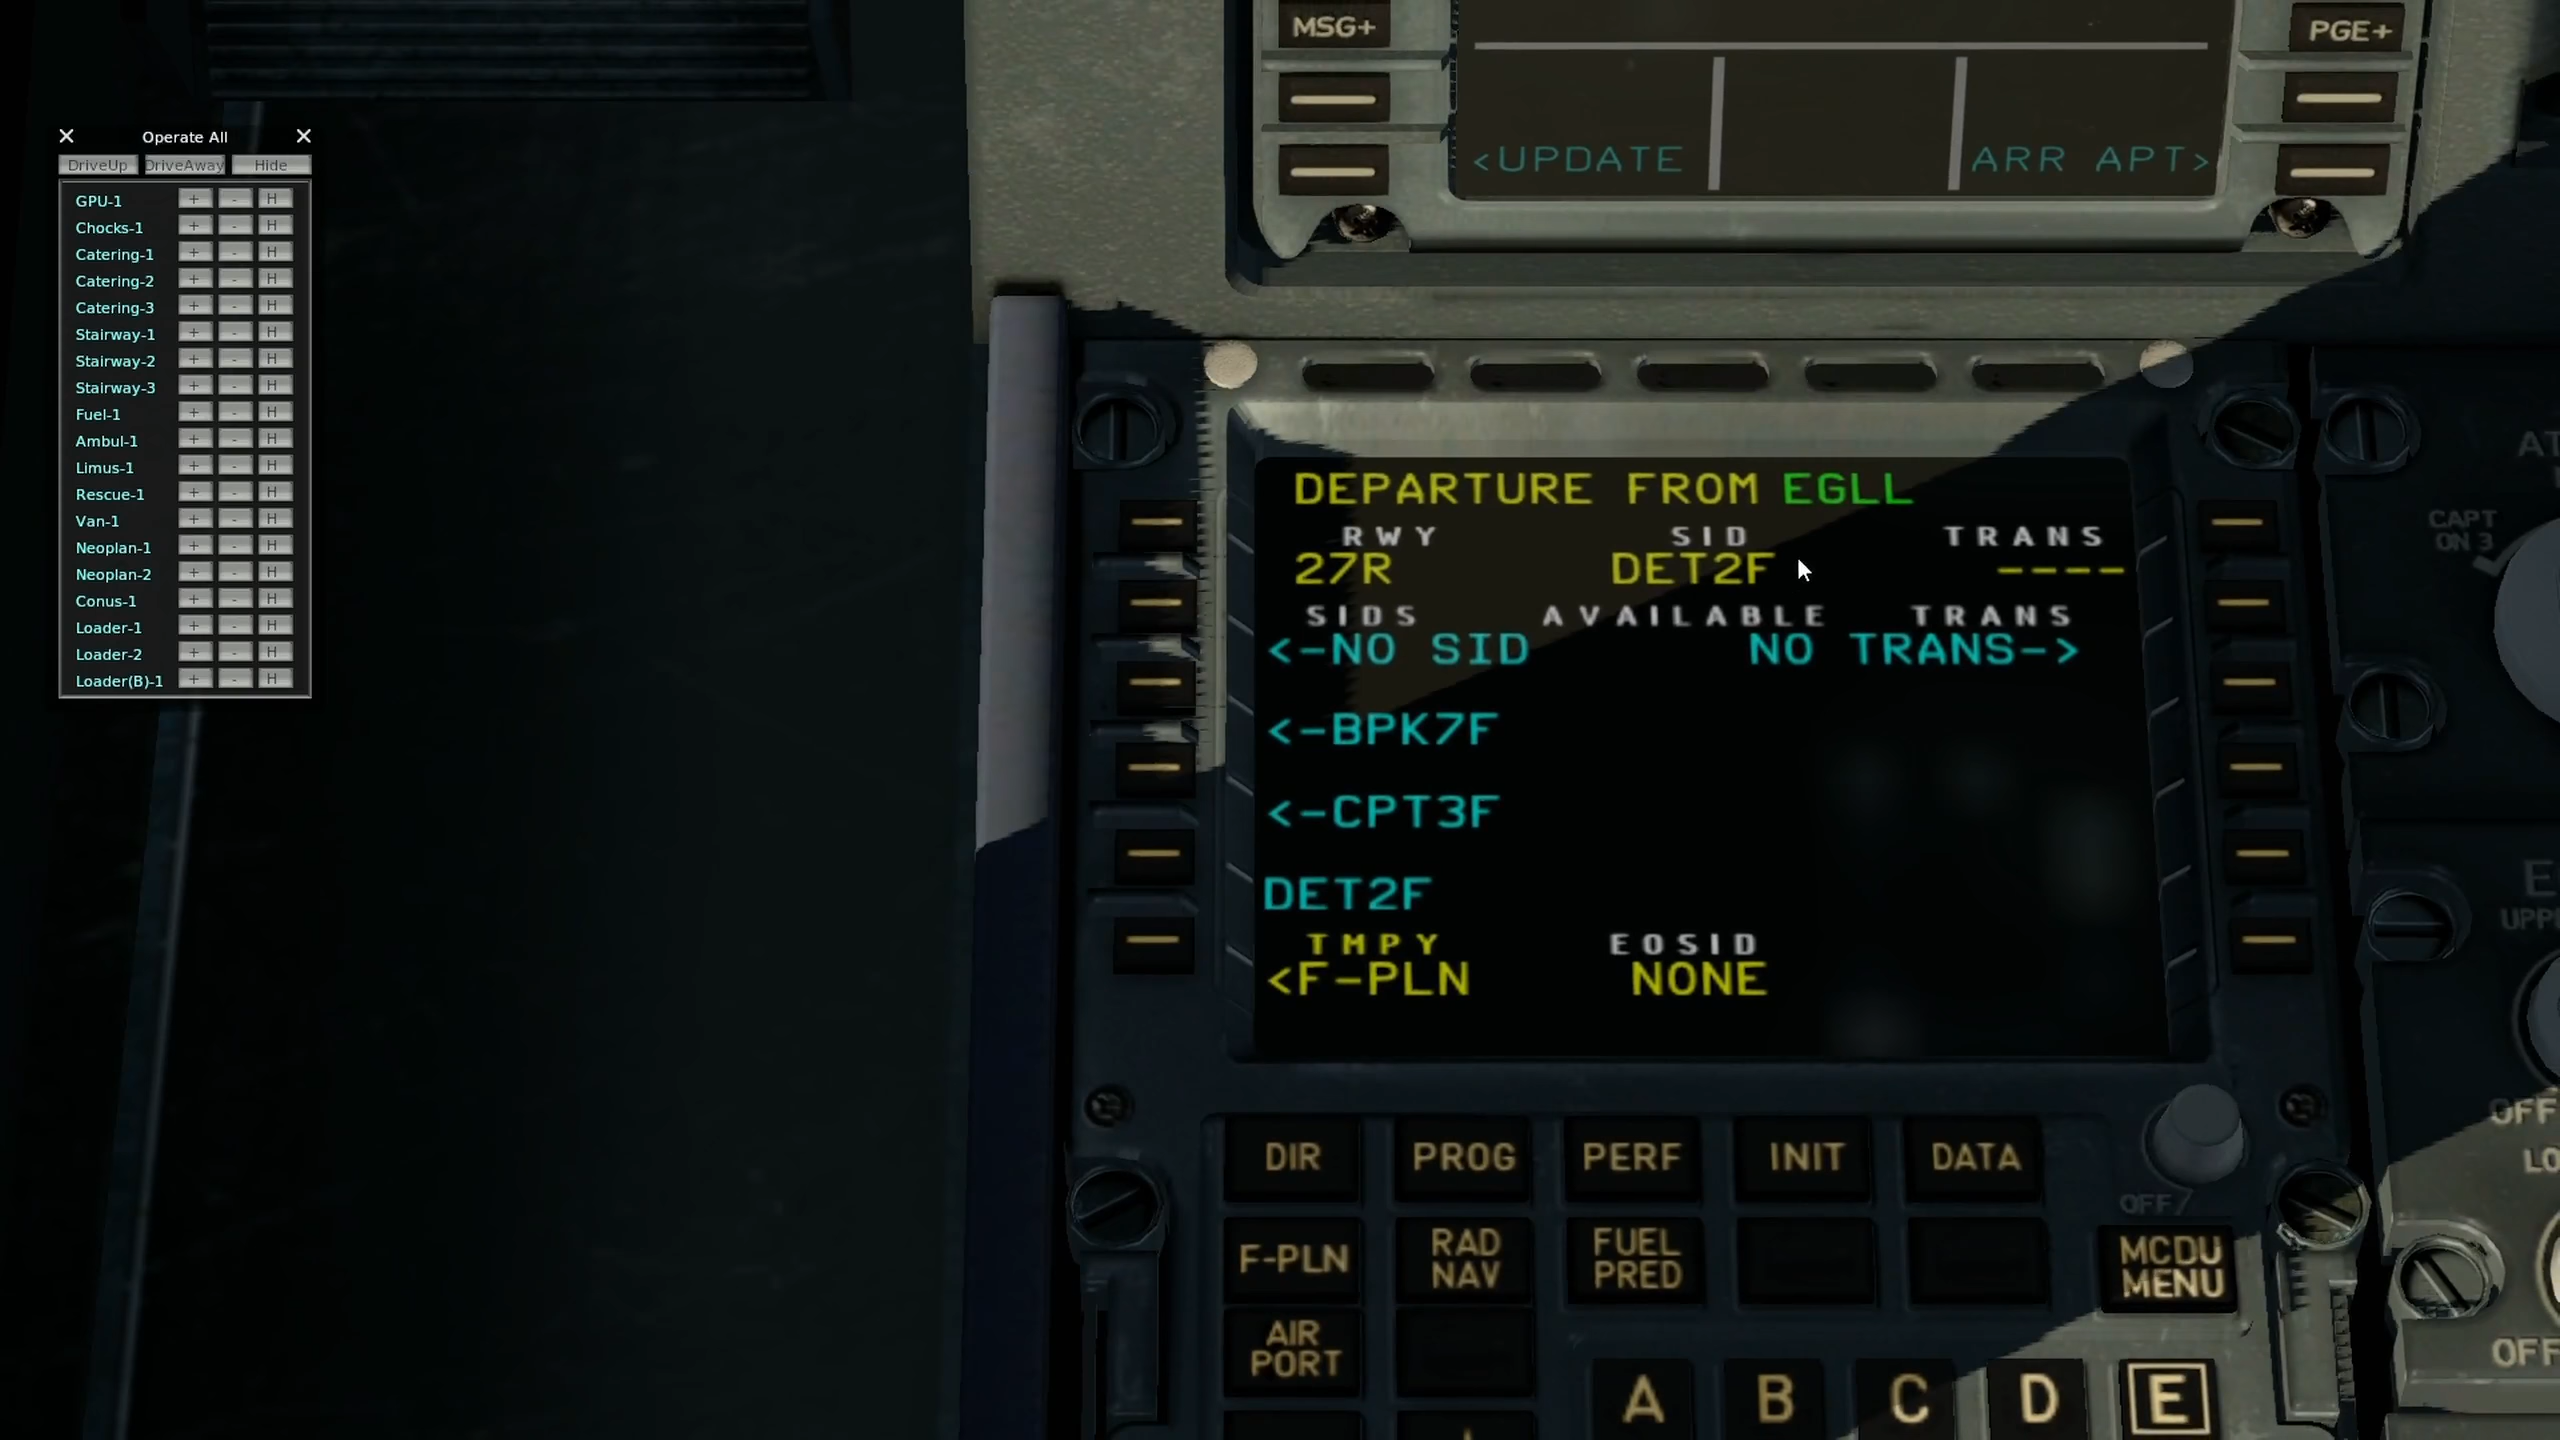 MSG+
PGE+
<UPDATE
ARR APT>
Operate All
DriveUp DriveAway Hide
GPU-1 + - H
Chocks-1 + - H
Catering-1 + - H
Catering-2 + - H
Catering-3 + - H
Stairway-1 + - H
Stairway-2 + - H
Stairway-3 + - H
Fuel-1 + - H
Ambul-1 + - H
Limus-1 + - H
Rescue-1 + - H
Van-1 + - H
Neoplan-1 + - H
Neoplan-2 + - H
Conus-1 + - H
Loader-1 + - H
Loader-2 + - H
Loader(B)-1 + - H
DEPARTURE FROM EGLL
RWY SID TRANS
27R DET2F ----
SIDS AVAILABLE TRANS
<-NO SID NO TRANS->
<-BPK7F
<-CPT3F
DET2F
TMPY EOSID
<F-PLN NONE
DIR PROG PERF INIT DATA
OFF/
F-PLN
RAD
NAV
FUEL
PRED
MCDU
MENU
AIR
PORT
A B C D E
CAPT
ON 3
OFF
LO
OFF